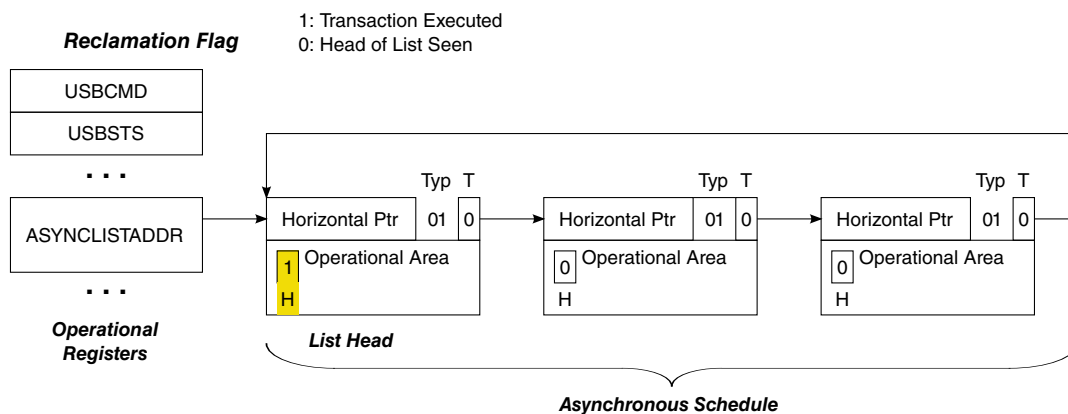 1: Transaction Executed
Reclamation Flag
0: Head of List Seen
USBCMD
USBSTS
...
Typ T
Typ T
Typ T
ASYNCLISTADDR
Horizontal Ptr 01 0
Horizontal Ptr 01 0
Horizontal Ptr 01 0
1 Operational Area
0 Operational Area
0 Operational Area
H
H
H
...
Operational
Registers
List Head
Asynchronous Schedule